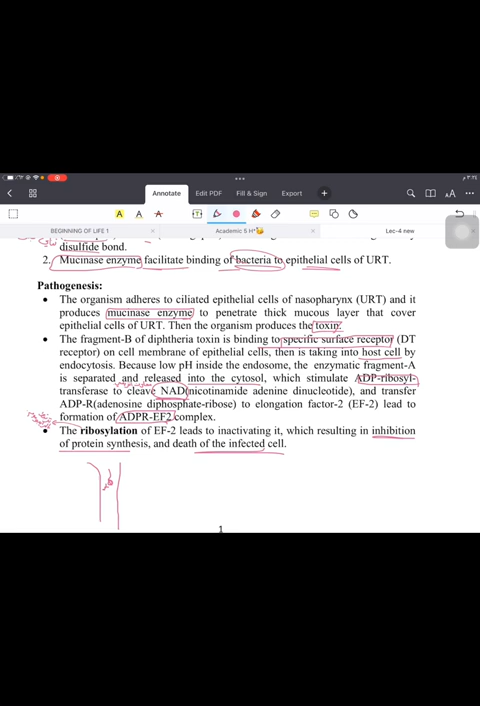 ٣:٢٤ م
Annotate Edit PDF Fill & Sign Export
BEGINNING OF LIFE 1 Academic 5 H*😋 Lec-4 new
disulfide bond.
2. Mucinase enzyme facilitate binding of bacteria to epithelial cells of URT.
Pathogenesis:
• The organism adheres to ciliated epithelial cells of nasopharynx (URT) and it
produces mucinase enzyme to penetrate thick mucous layer that cover
epithelial cells of URT. Then the organism produces the toxin.
• The fragment-B of diphtheria toxin is binding to specific surface receptor (DT
receptor) on cell membrane of epithelial cells, then is taking into host cell by
endocytosis. Because low pH inside the endosome, the enzymatic fragment-A
is separated and released into the cytosol, which stimulate ADP-ribosyl-
transferase to cleave NAD(nicotinamide adenine dinucleotide), and transfer
ADP-R(adenosine diphosphate-ribose) to elongation factor-2 (EF-2) lead to
formation of ADPR-EF2 complex.
• The ribosylation of EF-2 leads to inactivating it, which resulting in inhibition
of protein synthesis, and death of the infected cell.
1